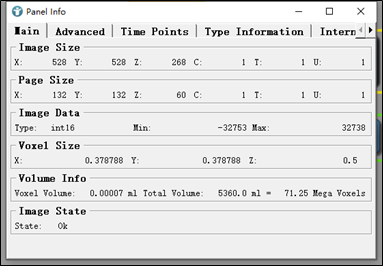 Panel Info
Main Advanced Time Points Type Information Intern
Image Size
X: 528 Y: 528 Z: 268 C: 1 T: 1 U: 1
Page Size
X: 132 Y: 132 Z: 60 C: 1 T: 1 U: 1
Image Data
Type: int16 Min: -32753 Max: 32738
Voxel Size
X: 0.378788 Y: 0.378788 Z: 0.5
Volume Info
Voxel Volume: 0.00007 ml Total Volume: 5360.0 ml = 71.25 Mega Voxels
Image State
State: Ok